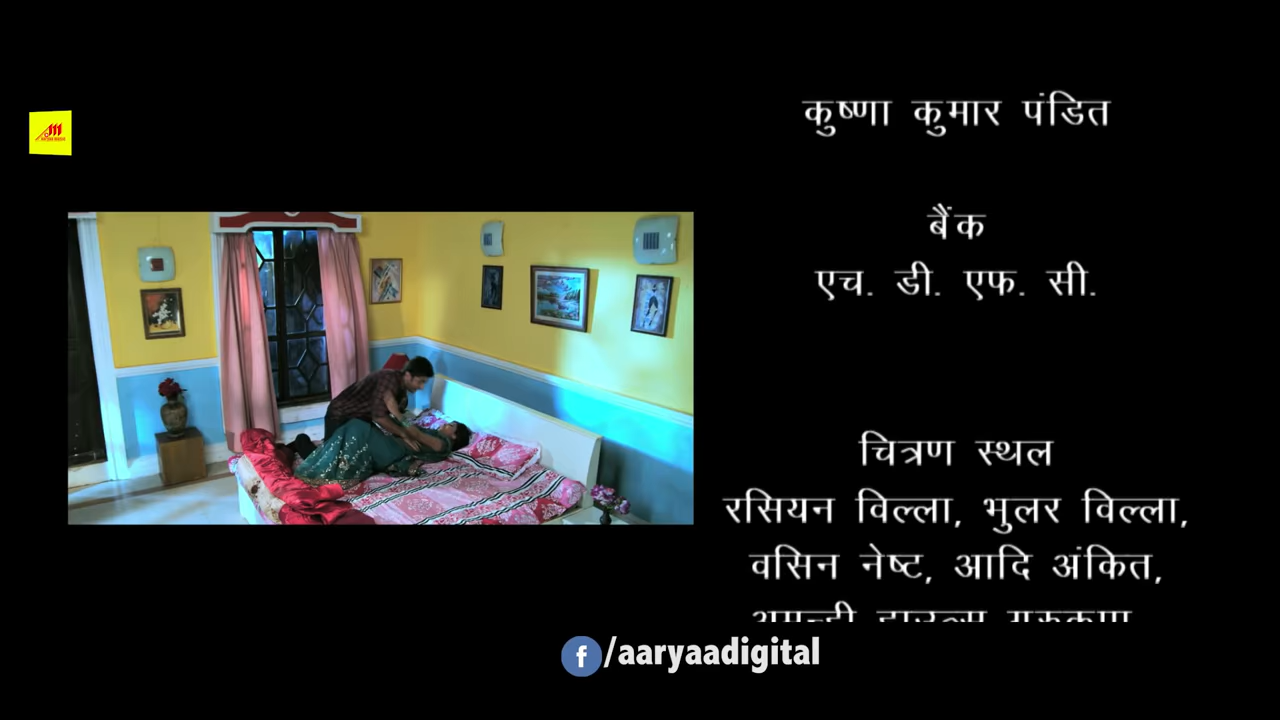 कुष्णा कुमार पंडित
बैंक
एच. डी. एफ. सी.
चित्रण स्थल
रसियन विल्ला, भुलर विल्ला,
वसिन नेष्ट, आदि अंकित,
f/aaryaadigital